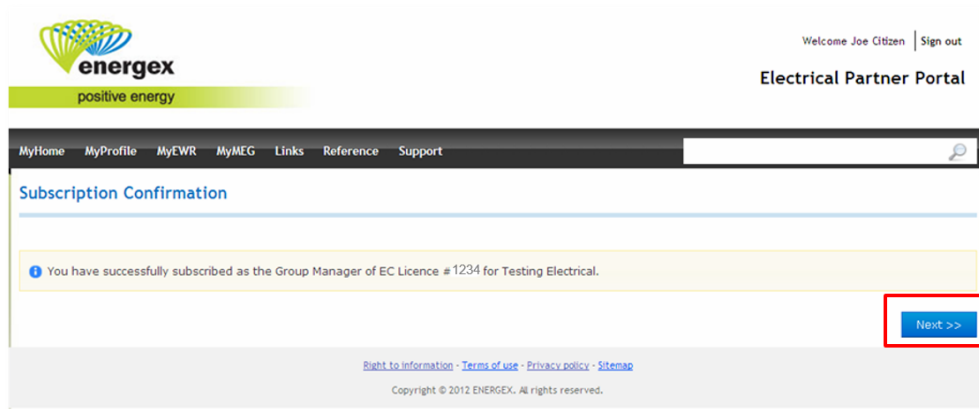 energex
positive energy
Welcome Joe Citizen | Sign out
Electrical Partner Portal
MyHome MyProfile MyEWR MyMEG Links Reference Support
Subscription Confirmation
You have successfully subscribed as the Group Manager of EC Licence #1234 for Testing Electrical.
Next >>
Right to information - Terms of use - Privacy policy - Sitemap
Copyright © 2012 ENERGEX. All rights reserved.